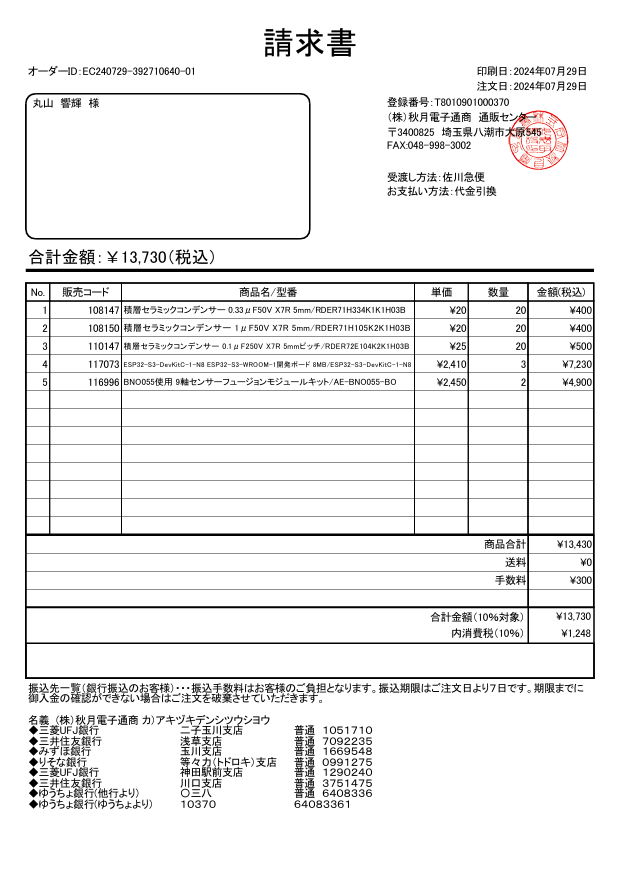 請求書
オーダーID：EC240729-392710640-01
印刷日：2024年07月29日
注文日：2024年07月29日
丸山　響輝　様
登録番号：T8010901000370
（株）秋月電子通商　通販センター
〒3400825　埼玉県八潮市大原545
FAX:048-998-3002
受渡し方法：佐川急便
お支払い方法：代金引換
合計金額：￥13,730（税込）
No. 販売コード 商品名/型番 単価 数量 金額(税込)
1 108147 積層セラミックコンデンサー 0.33μF50V X7R 5mm/RDER71H334K1K1H03B ¥20 20 ¥400
2 108150 積層セラミックコンデンサー 1μF50V X7R 5mm/RDER71H105K2K1H03B ¥20 20 ¥400
3 110147 積層セラミックコンデンサー 0.1μF250V X7R 5mmピッチ/RDER72E104K2K1H03B ¥25 20 ¥500
4 117073 ESP32-S3-DevKitC-1-N8 ESP32-S3-WROOM-1開発ボード 8MB/ESP32-S3-DevKitC-1-N8 ¥2,410 3 ¥7,230
5 116996 BNO055使用 9軸センサーフュージョンモジュールキット/AE-BNO055-BO ¥2,450 2 ¥4,900
商品合計 ¥13,430
送料 ¥0
手数料 ¥300
合計金額（10％対象） ¥13,730
内消費税（10％） ¥1,248
振込先一覧（銀行振込のお客様）・・・振込手数料はお客様のご負担となります。振込期限はご注文日より７日です。期限までに
御入金の確認ができない場合はご注文を破棄させていただきます。
名義　（株）秋月電子通商 カ）アキヅキデンシツウシヨウ
◆三菱UFJ銀行 二子玉川支店 普通 1051710
◆三井住友銀行 浅草支店 普通 7092235
◆みずほ銀行 玉川支店 普通 1669548
◆りそな銀行 等々力（トドロキ）支店 普通 0991275
◆三菱UFJ銀行 神田駅前支店 普通 1290240
◆三井住友銀行 川口支店 普通 3751475
◆ゆうちょ銀行(他行より) 〇三八 普通 6408336
◆ゆうちょ銀行(ゆうちょより) 10370 64083361